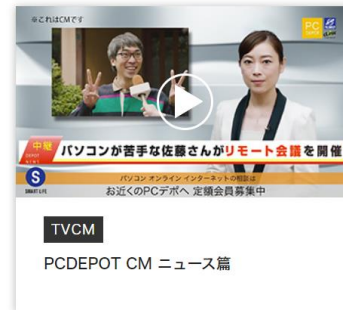 ※これはCMです
PC
DEPOT
中継
DEPOT
NEWS
パソコンが苦手な佐藤さんがリモート会議を開催
S
SMART LIFE
パソコン オンライン インターネットの相談は
お近くのPCデポへ 定額会員募集中
TVCM
PCDEPOT CM ニュース篇